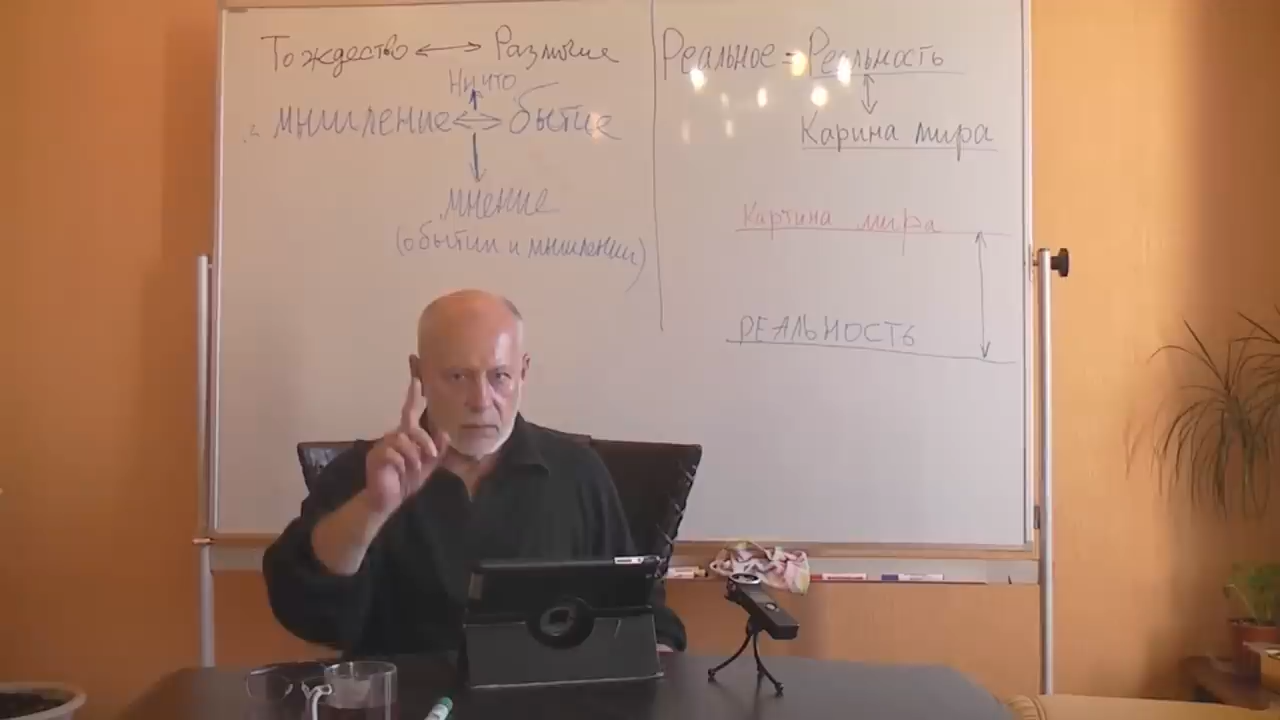 Тождество ⟷ Различие
Ничто
мышление ⟺ бытие
мнение
(о бытии и мышлении)
Реальное = Реальность
Карина мира
Картина мира
РЕАЛЬНОСТЬ